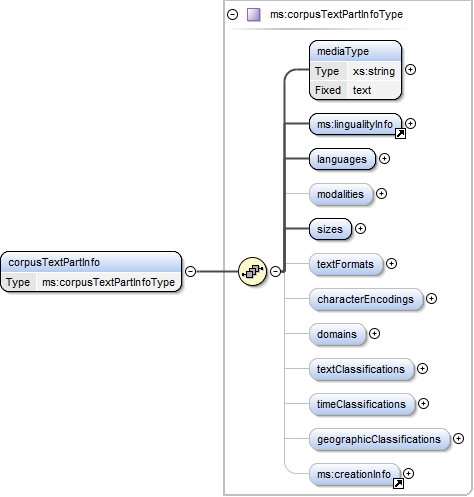 ms:corpusTextPartInfoType
mediaType
Type xs:string
Fixed text
ms:lingualityInfo
languages
modalities
sizes
corpusTextPartInfo
Type ms:corpusTextPartInfoType
textFormats
characterEncodings
domains
textClassifications
timeClassifications
geographicClassifications
ms:creationInfo